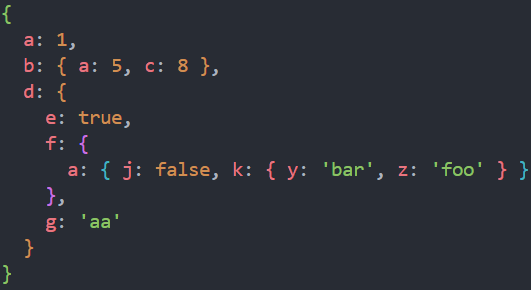 {
  a: 1,
  b: { a: 5, c: 8 },
  d: {
    e: true,
    f: {
      a: { j: false, k: { y: 'bar', z: 'foo' } }
    },
    g: 'aa'
  }
}